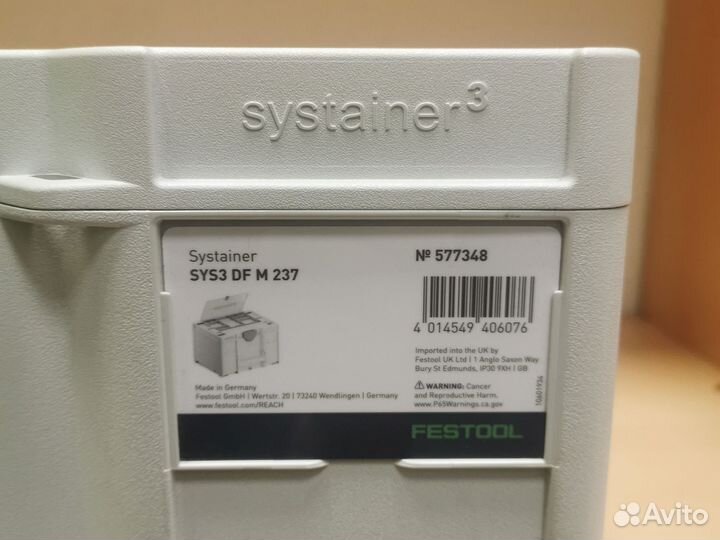 systainer³
Systainer
SYS3 DF M 237
№ 577348
4 014549 406076
Made in Germany
Festool GmbH | Wertstr. 20 | 73240 Wendlingen | Germany
www.festool.com/REACH
Imported into the UK by
Festool UK Ltd | 1 Anglo Saxon Way
Bury St Edmunds, IP30 9XH | GB
⚠ WARNING: Cancer
and Reproductive Harm.
www.P65Warnings.ca.gov
10601936
FESTOOL
Avito